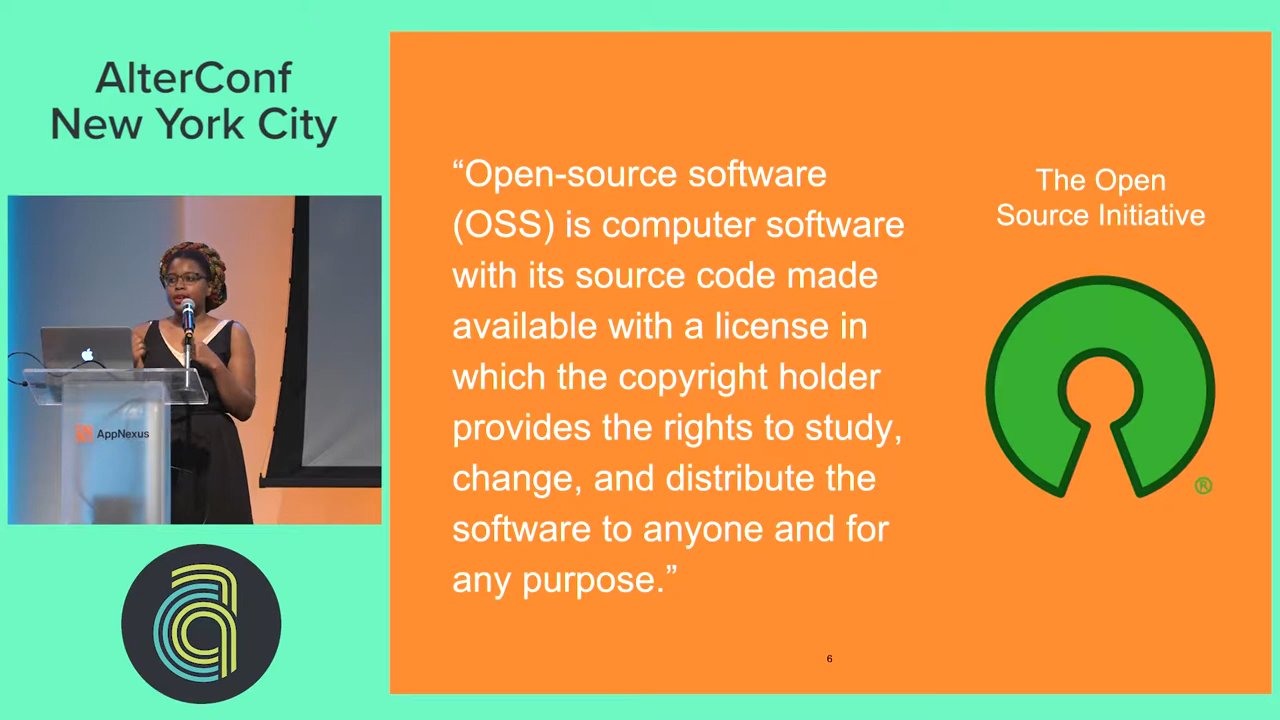 AlterConf
New York City
AppNexus
“Open-source software
(OSS) is computer software
with its source code made
available with a license in
which the copyright holder
provides the rights to study,
change, and distribute the
software to anyone and for
any purpose.”
The Open
Source Initiative
®
6